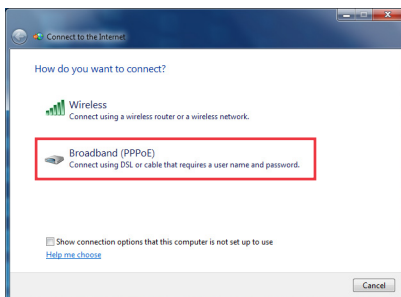 Connect to the Internet
How do you want to connect?
Wireless
Connect using a wireless router or a wireless network.
Broadband (PPPoE)
Connect using DSL or cable that requires a user name and password.
Show connection options that this computer is not set up to use
Help me choose
Cancel